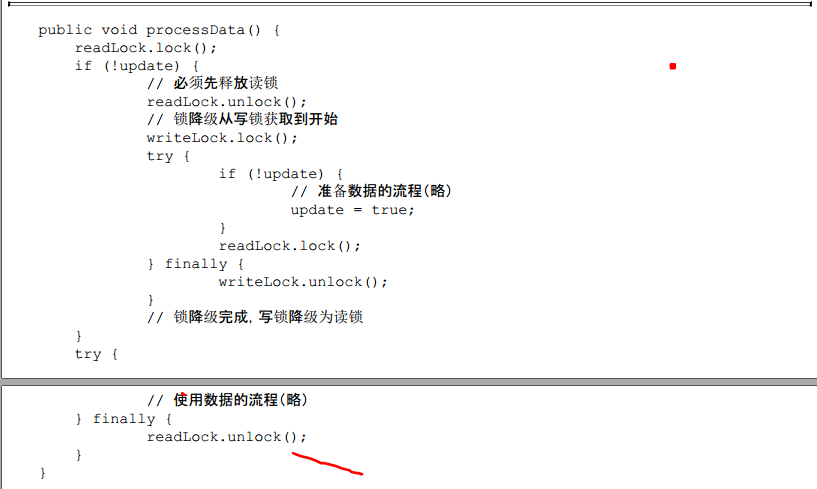 public void processData() {
readLock.lock();
if (!update) {
// 必须先释放读锁
readLock.unlock();
// 锁降级从写锁获取到开始
writeLock.lock();
try {
if (!update) {
// 准备数据的流程(略)
update = true;
}
readLock.lock();
} finally {
writeLock.unlock();
}
// 锁降级完成, 写锁降级为读锁
}
try {
// 使用数据的流程(略)
} finally {
readLock.unlock();
}
}